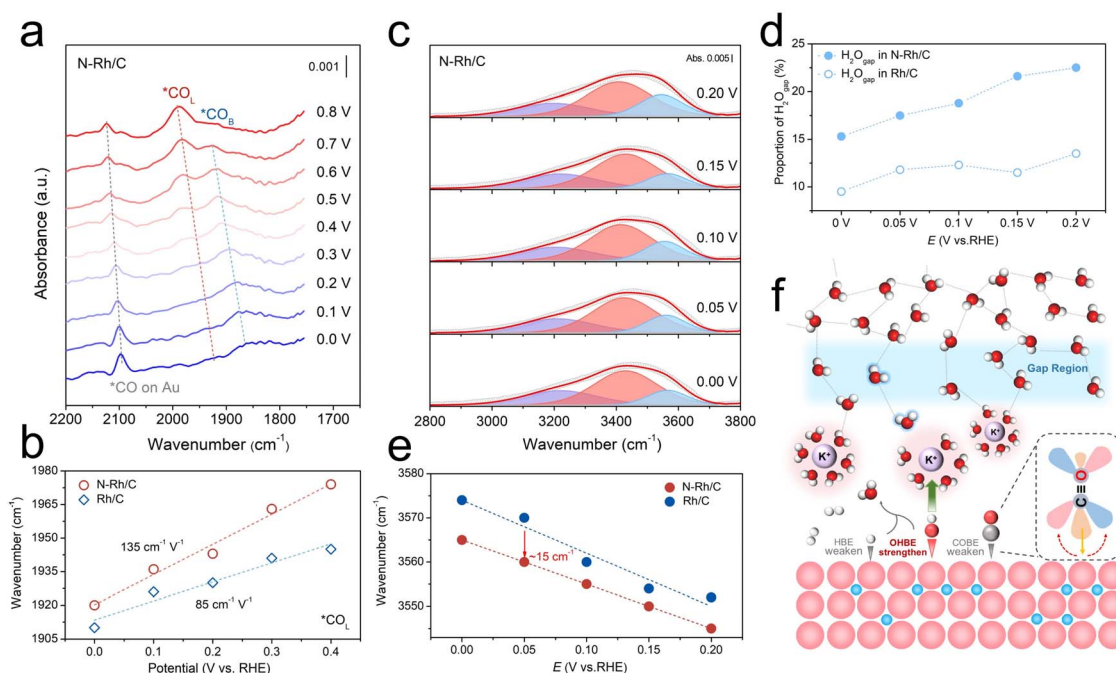 a
N-Rh/C
0.001
*CO_L
*CO_B
0.8 V
0.7 V
0.6 V
0.5 V
0.4 V
0.3 V
0.2 V
0.1 V
0.0 V
*CO on Au
Absorbance (a.u.)
2200 2100 2000 1900 1800 1700
Wavenumber (cm⁻¹)
b
N-Rh/C
Rh/C
135 cm⁻¹ V⁻¹
85 cm⁻¹ V⁻¹
*CO_L
Wavenumber (cm⁻¹)
1980
1965
1950
1935
1920
1905
0.0 0.1 0.2 0.3 0.4
Potential (V vs. RHE)
c
N-Rh/C
Abs. 0.005
0.20 V
0.15 V
0.10 V
0.05 V
0.00 V
2800 3000 3200 3400 3600 3800
Wavenumber (cm⁻¹)
d
H₂O_gap in N-Rh/C
H₂O_gap in Rh/C
Proportion of H₂O_gap (%)
25
20
15
10
0 V 0.05 V 0.1 V 0.15 V 0.2 V
E (V vs.RHE)
e
N-Rh/C
Rh/C
~15 cm⁻¹
Wavenumber (cm⁻¹)
3580
3570
3560
3550
0.00 0.05 0.10 0.15 0.20
E (V vs.RHE)
f
Gap Region
K⁺
K⁺
K⁺
HBE
weaken
OHBE
strengthen
COBE
weaken
O
C